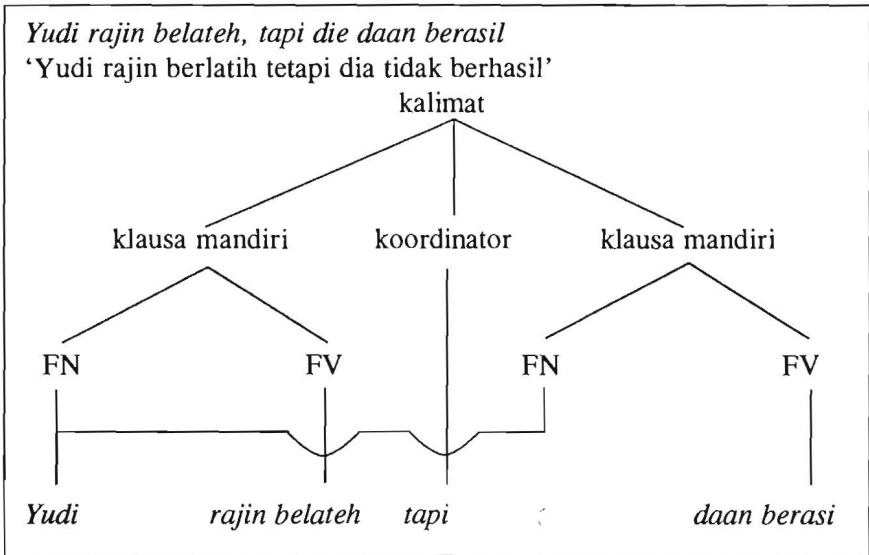 Yudi rajin belateh, tapi die daan berasil
‘Yudi rajin berlatih tetapi dia tidak berhasil’
kalimat
klausa mandiri koordinator klausa mandiri
FN FV FN FV
Yudi rajin belateh tapi daan berasi